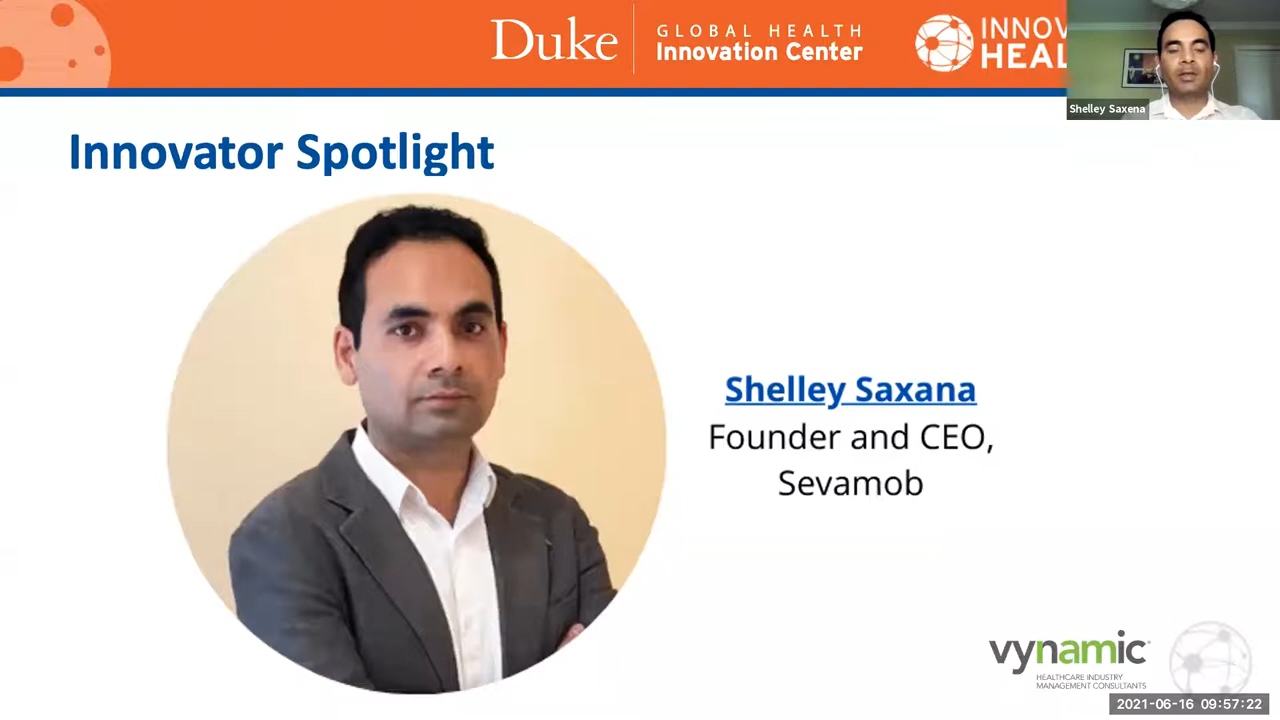 Duke
GLOBAL HEALTH
Innovation Center
INNOV
HEAL
Shelley Saxena
Innovator Spotlight
Shelley Saxana
Founder and CEO,
Sevamob
vynamic
HEALTHCARE INDUSTRY
MANAGEMENT CONSULTANTS
2021-06-16 09:57:22